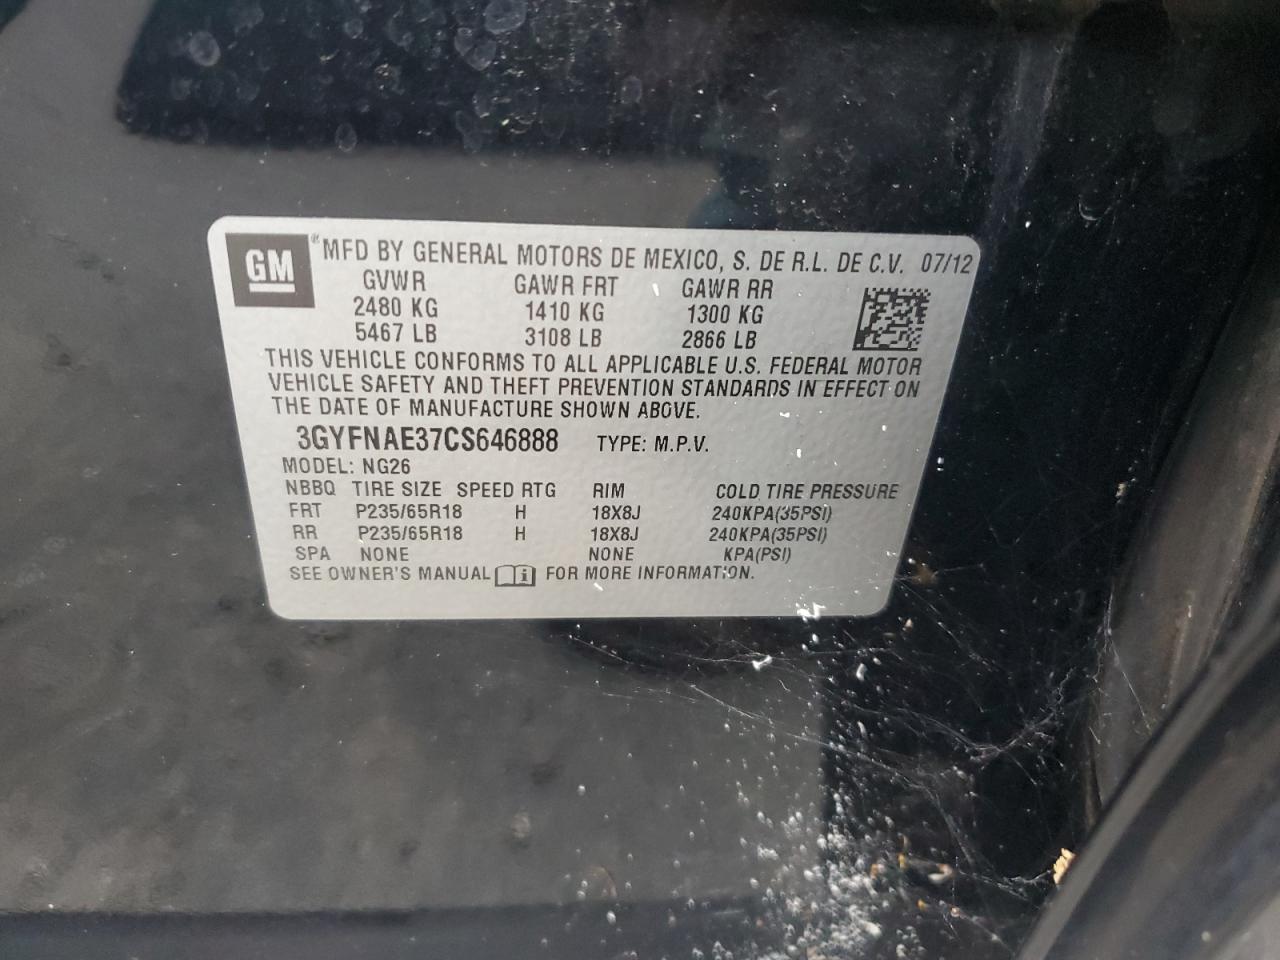 GM ® MFD BY GENERAL MOTORS DE MEXICO, S. DE R.L. DE C.V. 07/12
GVWR GAWR FRT GAWR RR
2480 KG 1410 KG 1300 KG
5467 LB 3108 LB 2866 LB
THIS VEHICLE CONFORMS TO ALL APPLICABLE U.S. FEDERAL MOTOR
VEHICLE SAFETY AND THEFT PREVENTION STANDARDS IN EFFECT ON
THE DATE OF MANUFACTURE SHOWN ABOVE.
3GYFNAE37CS646888 TYPE: M.P.V.
MODEL: NG26
NBBQ TIRE SIZE SPEED RTG RIM COLD TIRE PRESSURE
FRT P235/65R18 H 18X8J 240KPA(35PSI)
RR P235/65R18 H 18X8J 240KPA(35PSI)
SPA NONE NONE KPA(PSI)
SEE OWNER'S MANUAL FOR MORE INFORMATION.